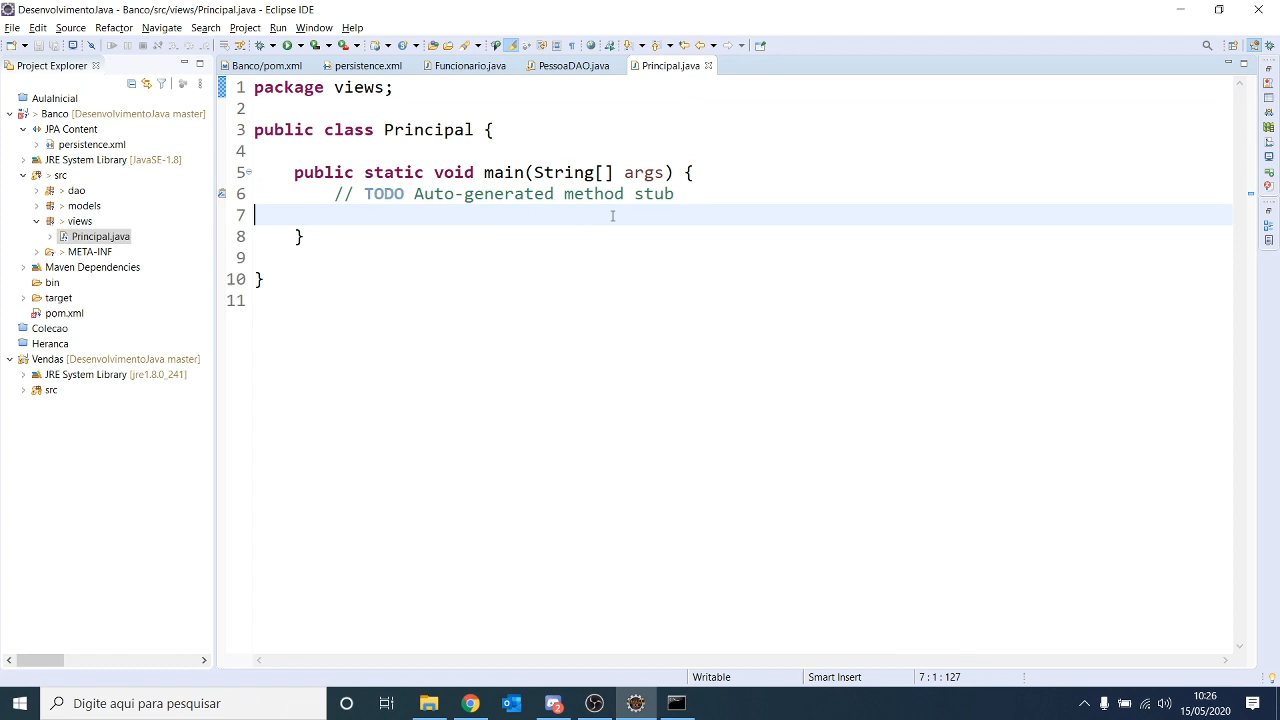 DesenvolvimentoJava - Banco/src/views/Principal.java - Eclipse IDE
File Edit Source Refactor Navigate Search Project Run Window Help
Project Explorer
Banco/pom.xml persistence.xml Funcionario.java PessoaDAO.java Principal.java
AulaInicial
> Banco [DesenvolvimentoJava master]
JPA Content
persistence.xml
JRE System Library [JavaSE-1.8]
> src
> dao
> models
> views
Principal.java
> META-INF
Maven Dependencies
bin
target
pom.xml
Colecao
Heranca
Vendas [DesenvolvimentoJava master]
JRE System Library [jre1.8.0_241]
src
1 package views;
2
3 public class Principal {
4
5 public static void main(String[] args) {
6 // TODO Auto-generated method stub
7
8 }
9
10 }
11
Writable Smart Insert 7 : 1 : 127
Digite aqui para pesquisar
10:26
15/05/2020